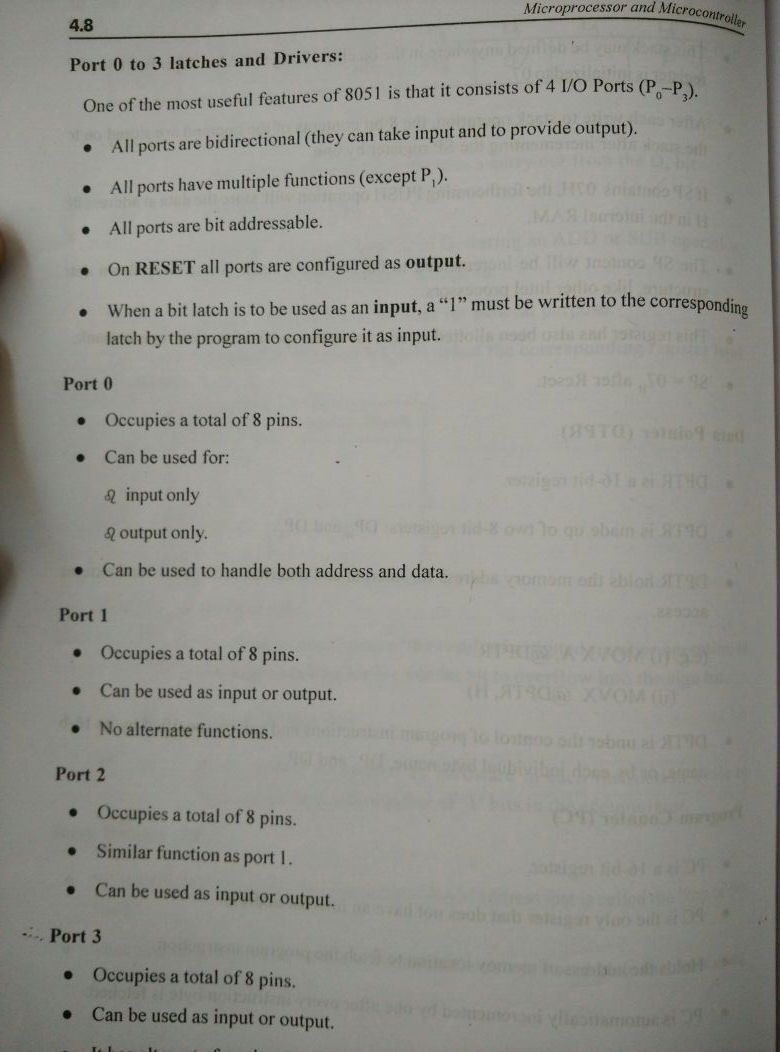 4.8
Microprocessor and Microcontroller
Port 0 to 3 latches and Drivers:
One of the most useful features of 8051 is that it consists of 4 I/O Ports (P₀–P₃).
• All ports are bidirectional (they can take input and to provide output).
• All ports have multiple functions (except P₁).
• All ports are bit addressable.
• On RESET all ports are configured as output.
• When a bit latch is to be used as an input, a “1” must be written to the corresponding
latch by the program to configure it as input.
Port 0
• Occupies a total of 8 pins.
• Can be used for:
input only
output only.
• Can be used to handle both address and data.
Port 1
• Occupies a total of 8 pins.
• Can be used as input or output.
• No alternate functions.
Port 2
• Occupies a total of 8 pins.
• Similar function as port 1.
• Can be used as input or output.
Port 3
• Occupies a total of 8 pins.
• Can be used as input or output.